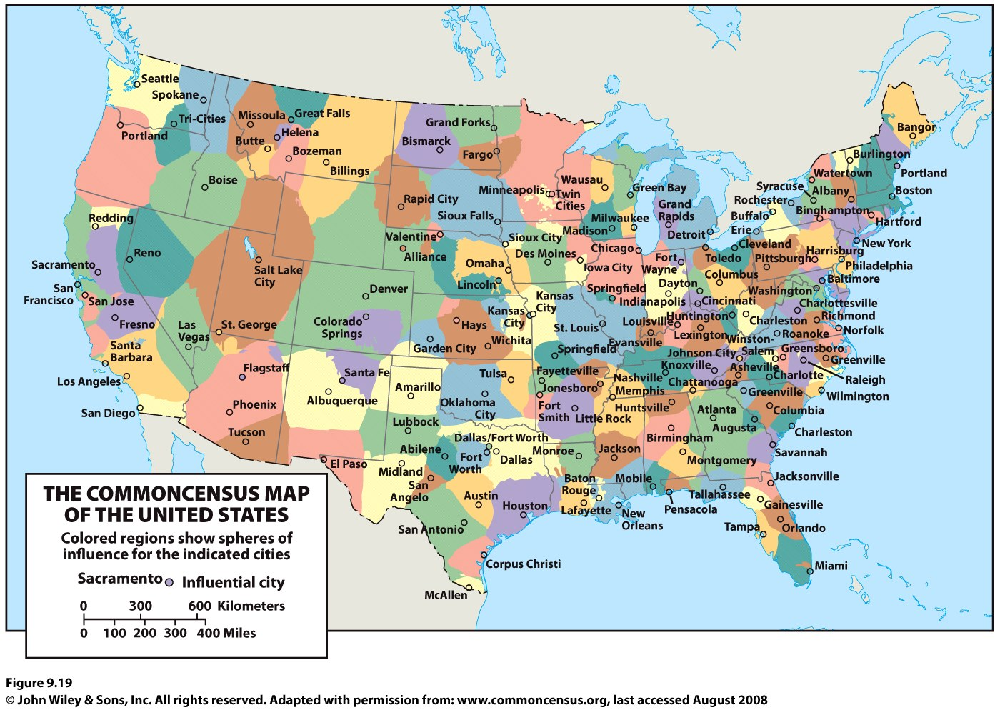 Seattle
Spokane
Tri-Cities
Portland
Missoula
Great Falls
Helena
Butte
Bozeman
Billings
Boise
Grand Forks
Bismarck
Fargo
Rapid City
Sioux Falls
Minneapolis
Twin
Cities
Wausau
Green Bay
Grand
Rapids
Milwaukee
Madison
Detroit
Bangor
Burlington
Watertown
Portland
Syracuse
Albany
Boston
Rochester
Buffalo
Binghampton
Hartford
Erie
New York
Cleveland
Toledo
Pittsburgh
Harrisburg
Philadelphia
Baltimore
Redding
Reno
Sacramento
San
Francisco
San Jose
Fresno
Salt Lake
City
Valentine
Alliance
Sioux City
Des Moines
Chicago
Iowa City
Fort
Wayne
Omaha
Lincoln
Denver
Colorado
Springs
Kansas
City
Kansas
City
Springfield
Indianapolis
Columbus
Dayton
Cincinnati
Washington
Charlottesville
Huntington
Charleston
Richmond
Norfolk
Roanoke
Las
Vegas
St. George
Hays
Garden City
Wichita
St. Louis
Louisville
Lexington
Evansville
Santa
Barbara
Los Angeles
San Diego
Flagstaff
Phoenix
Tucson
Santa Fe
Albuquerque
El Paso
Amarillo
Lubbock
Tulsa
Oklahoma
City
Springfield
Fayetteville
Jonesboro
Fort
Smith
Little Rock
Nashville
Memphis
Johnson City
Winston-
Salem
Greensboro
Greenville
Knoxville
Asheville
Charlotte
Raleigh
Chattanooga
Greenville
Wilmington
Huntsville
Columbia
Atlanta
Augusta
Charleston
Birmingham
Savannah
Montgomery
Jackson
Monroe
Dallas/Fort Worth
Abilene
Fort
Worth
Dallas
Midland
San
Angelo
Austin
Houston
San Antonio
Corpus Christi
McAllen
Baton
Rouge
Lafayette
New
Orleans
Mobile
Pensacola
Tallahassee
Jacksonville
Gainesville
Orlando
Tampa
Miami
THE COMMONCENSUS MAP
OF THE UNITED STATES
Colored regions show spheres of
influence for the indicated cities
Sacramento Influential city
0 300 600 Kilometers
0 100 200 300 400 Miles
Figure 9.19
© John Wiley & Sons, Inc. All rights reserved. Adapted with permission from: www.commoncensus.org, last accessed August 2008